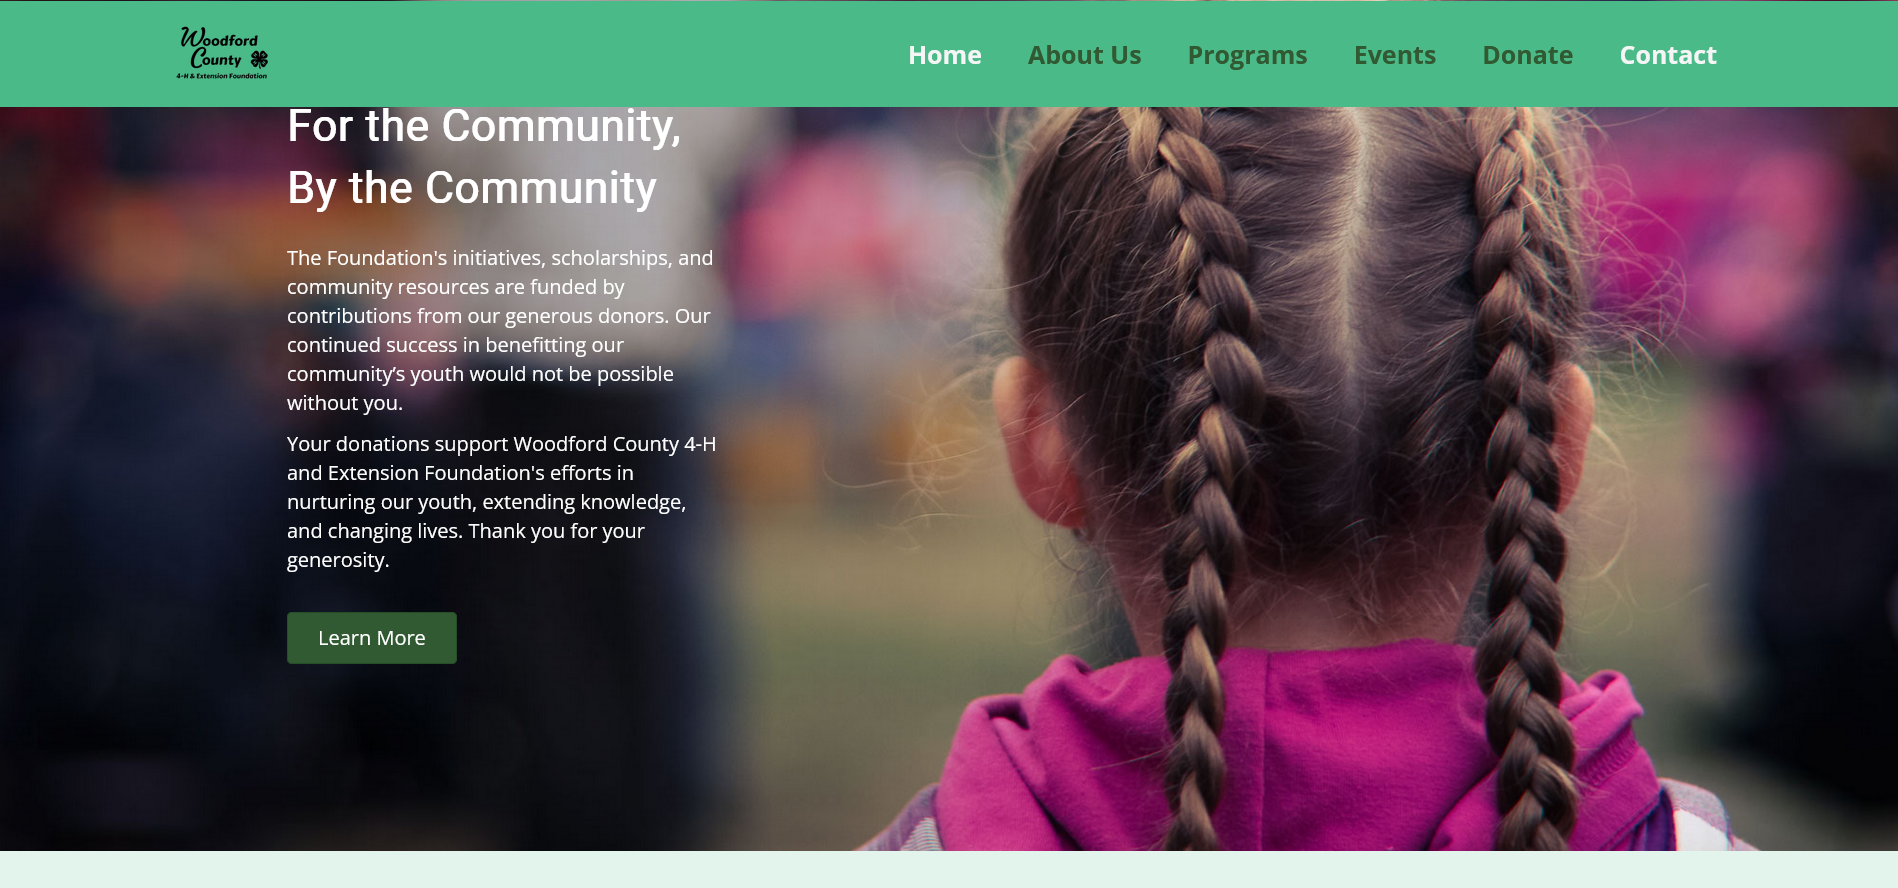 Woodford
County
4-H & Extension Foundation
Home About Us Programs Events Donate Contact
For the Community,
By the Community
The Foundation's initiatives, scholarships, and
community resources are funded by
contributions from our generous donors. Our
continued success in benefitting our
community’s youth would not be possible
without you.
Your donations support Woodford County 4-H
and Extension Foundation's efforts in
nurturing our youth, extending knowledge,
and changing lives. Thank you for your
generosity.
Learn More